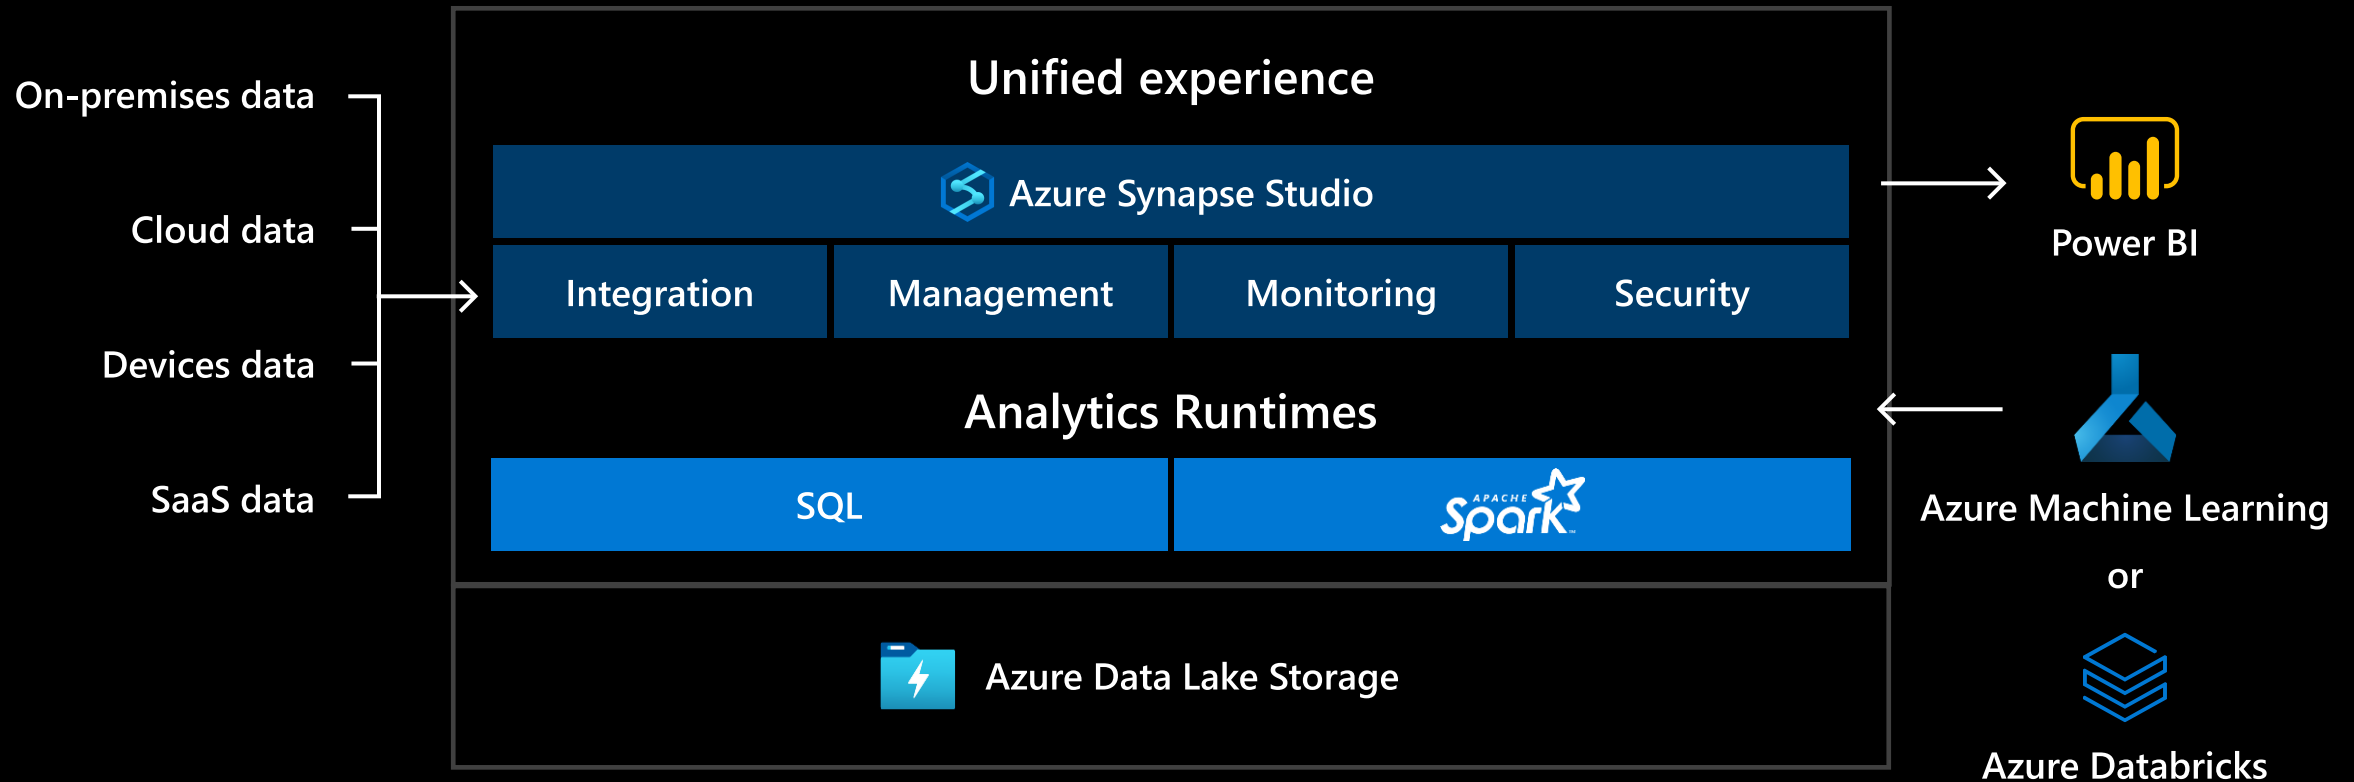 On-premises data
Cloud data
Devices data
SaaS data
Unified experience
Azure Synapse Studio
Integration
Management
Monitoring
Security
Analytics Runtimes
SQL
APACHE
Spark™
Azure Data Lake Storage
Power BI
Azure Machine Learning
or
Azure Databricks